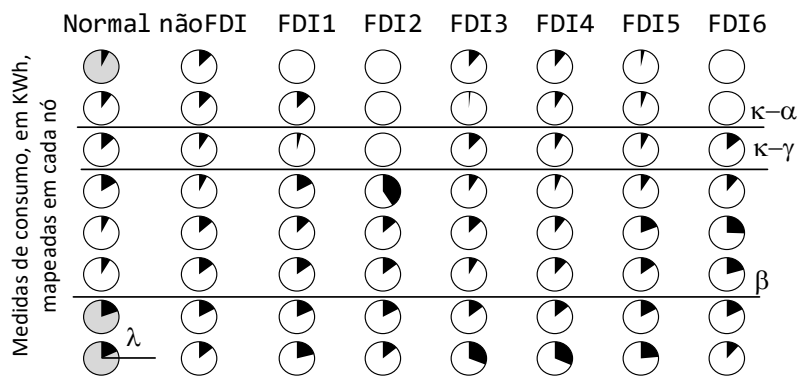 Normal nãoFDI FDI1 FDI2 FDI3 FDI4 FDI5 FDI6
Medidas de consumo, em KWh,
mapeadas em cada nó
κ−α
κ−γ
β
λ